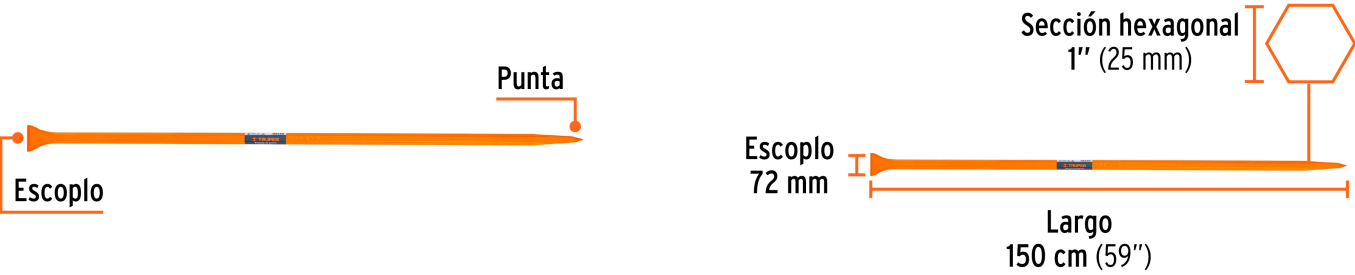 Punta
Escoplo
Sección hexagonal
1” (25 mm)
Escoplo
72 mm
Largo
150 cm (59”)